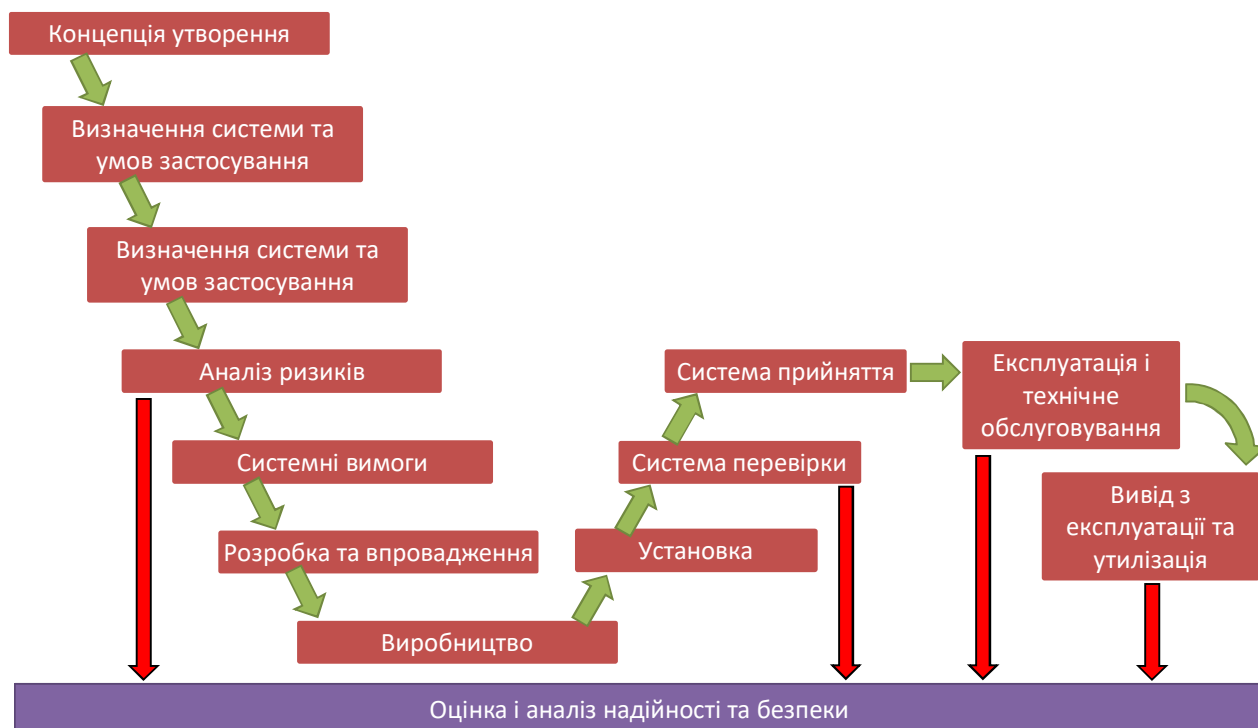 Концепція утворення
Визначення системи та
умов застосування
Визначення системи та
умов застосування
Аналіз ризиків
Системні вимоги
Розробка та впровадження
Виробництво
Установка
Система перевірки
Система прийняття
Експлуатація і
технічне
обслуговування
Вивід з
експлуатації та
утилізація
Оцінка і аналіз надійності та безпеки